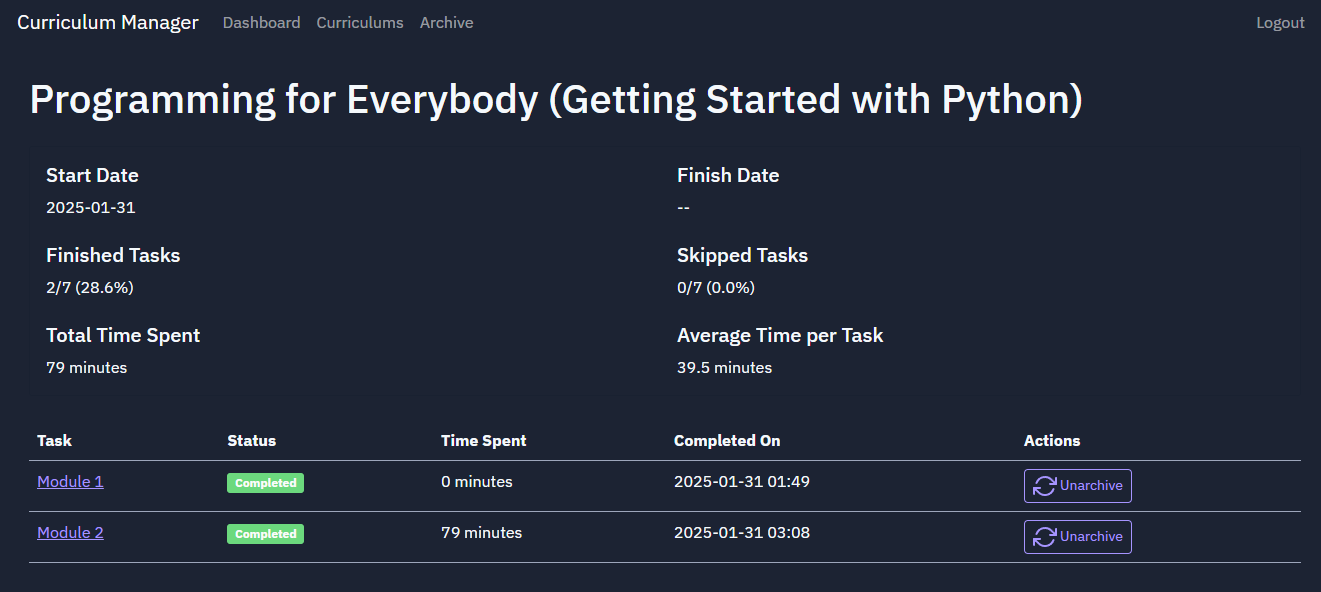 Curriculum Manager Dashboard Curriculums Archive Logout
Programming for Everybody (Getting Started with Python)
Start Date Finish Date
2025-01-31 --
Finished Tasks Skipped Tasks
2/7 (28.6%) 0/7 (0.0%)
Total Time Spent Average Time per Task
79 minutes 39.5 minutes
Task Status Time Spent Completed On Actions
Module 1 Completed 0 minutes 2025-01-31 01:49 Unarchive
Module 2 Completed 79 minutes 2025-01-31 03:08 Unarchive